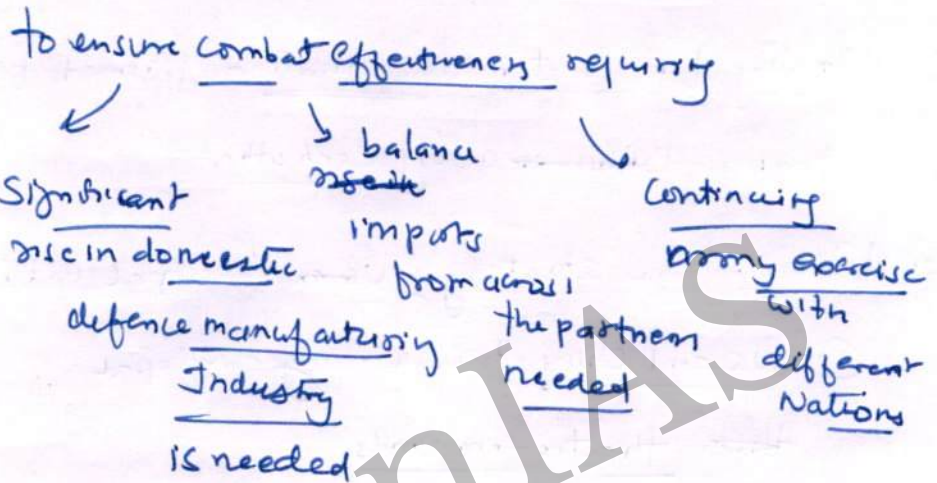 to ensure combat effectiveness requiring
Significant
rise in domestic
defence manufacturing
Industry
is needed
balance
imports
from across
the partners
needed
Continuing
army exercise
with
different
Nations
nIAS